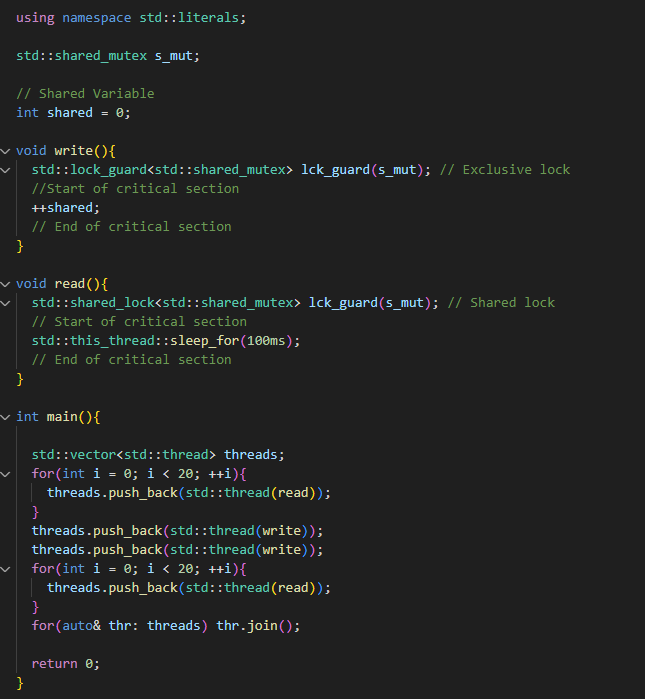 using namespace std::literals;
std::shared_mutex s_mut;
// Shared Variable
int shared = 0;
void write(){
std::lock_guard<std::shared_mutex> lck_guard(s_mut); // Exclusive lock
//Start of critical section
++shared;
// End of critical section
}
void read(){
std::shared_lock<std::shared_mutex> lck_guard(s_mut); // Shared lock
// Start of critical section
std::this_thread::sleep_for(100ms);
// End of critical section
}
int main(){
std::vector<std::thread> threads;
for(int i = 0; i < 20; ++i){
threads.push_back(std::thread(read));
}
threads.push_back(std::thread(write));
threads.push_back(std::thread(write));
for(int i = 0; i < 20; ++i){
threads.push_back(std::thread(read));
}
for(auto& thr: threads) thr.join();
return 0;
}